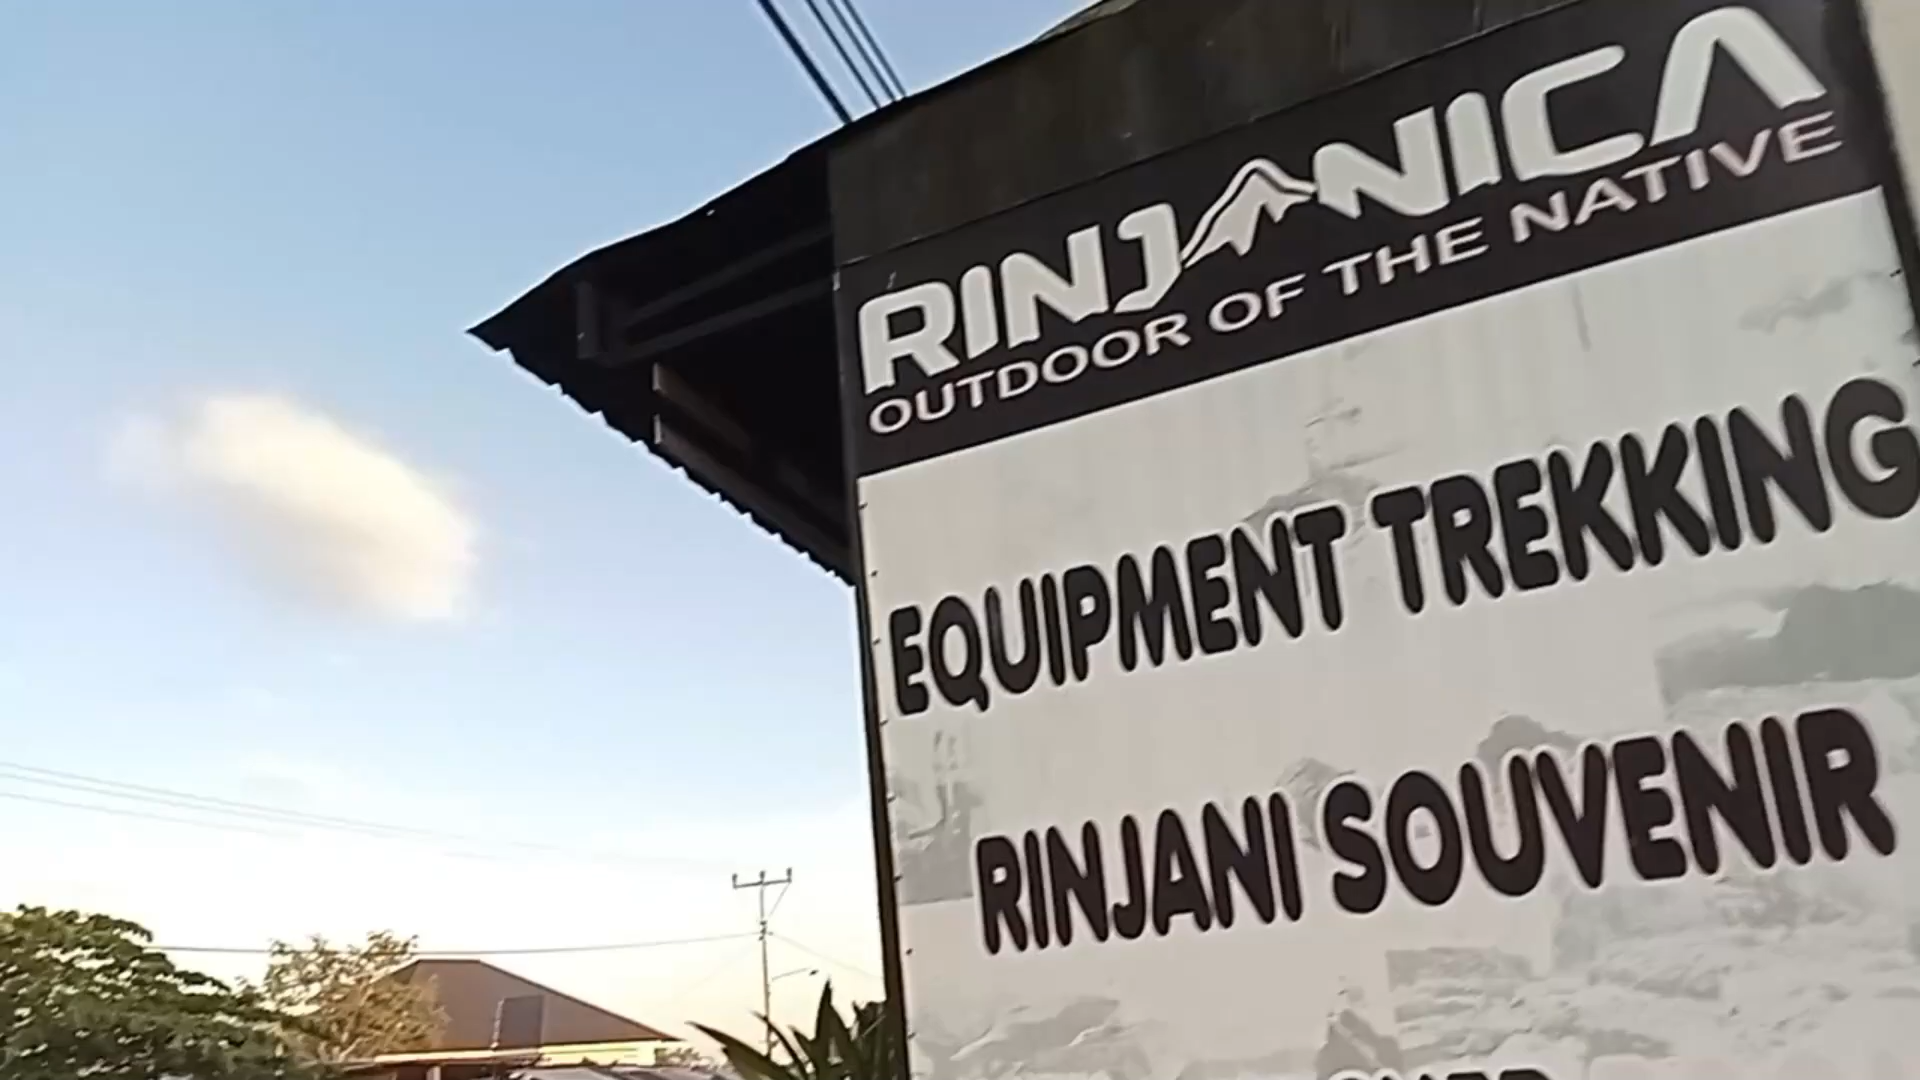 RINJANICA
OUTDOOR OF THE NATIVE
EQUIPMENT TREKKING
RINJANI SOUVENIR